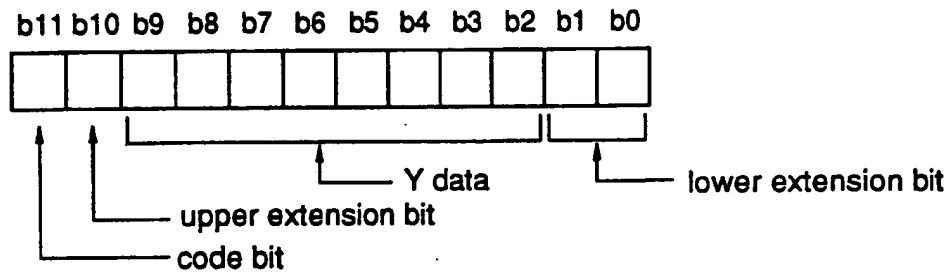 b11 b10 b9 b8 b7 b6 b5 b4 b3 b2 b1 b0
Y data
lower extension bit
upper extension bit
code bit